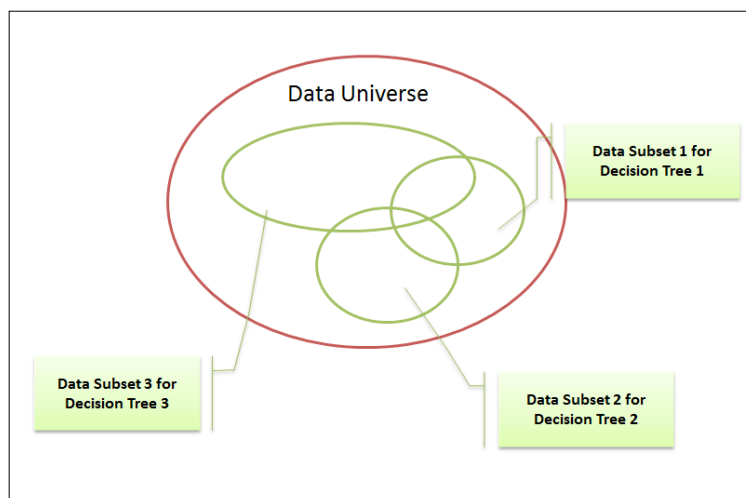 Data Universe
Data Subset 1 for
Decision Tree 1
Data Subset 3 for
Decision Tree 3
Data Subset 2 for
Decision Tree 2